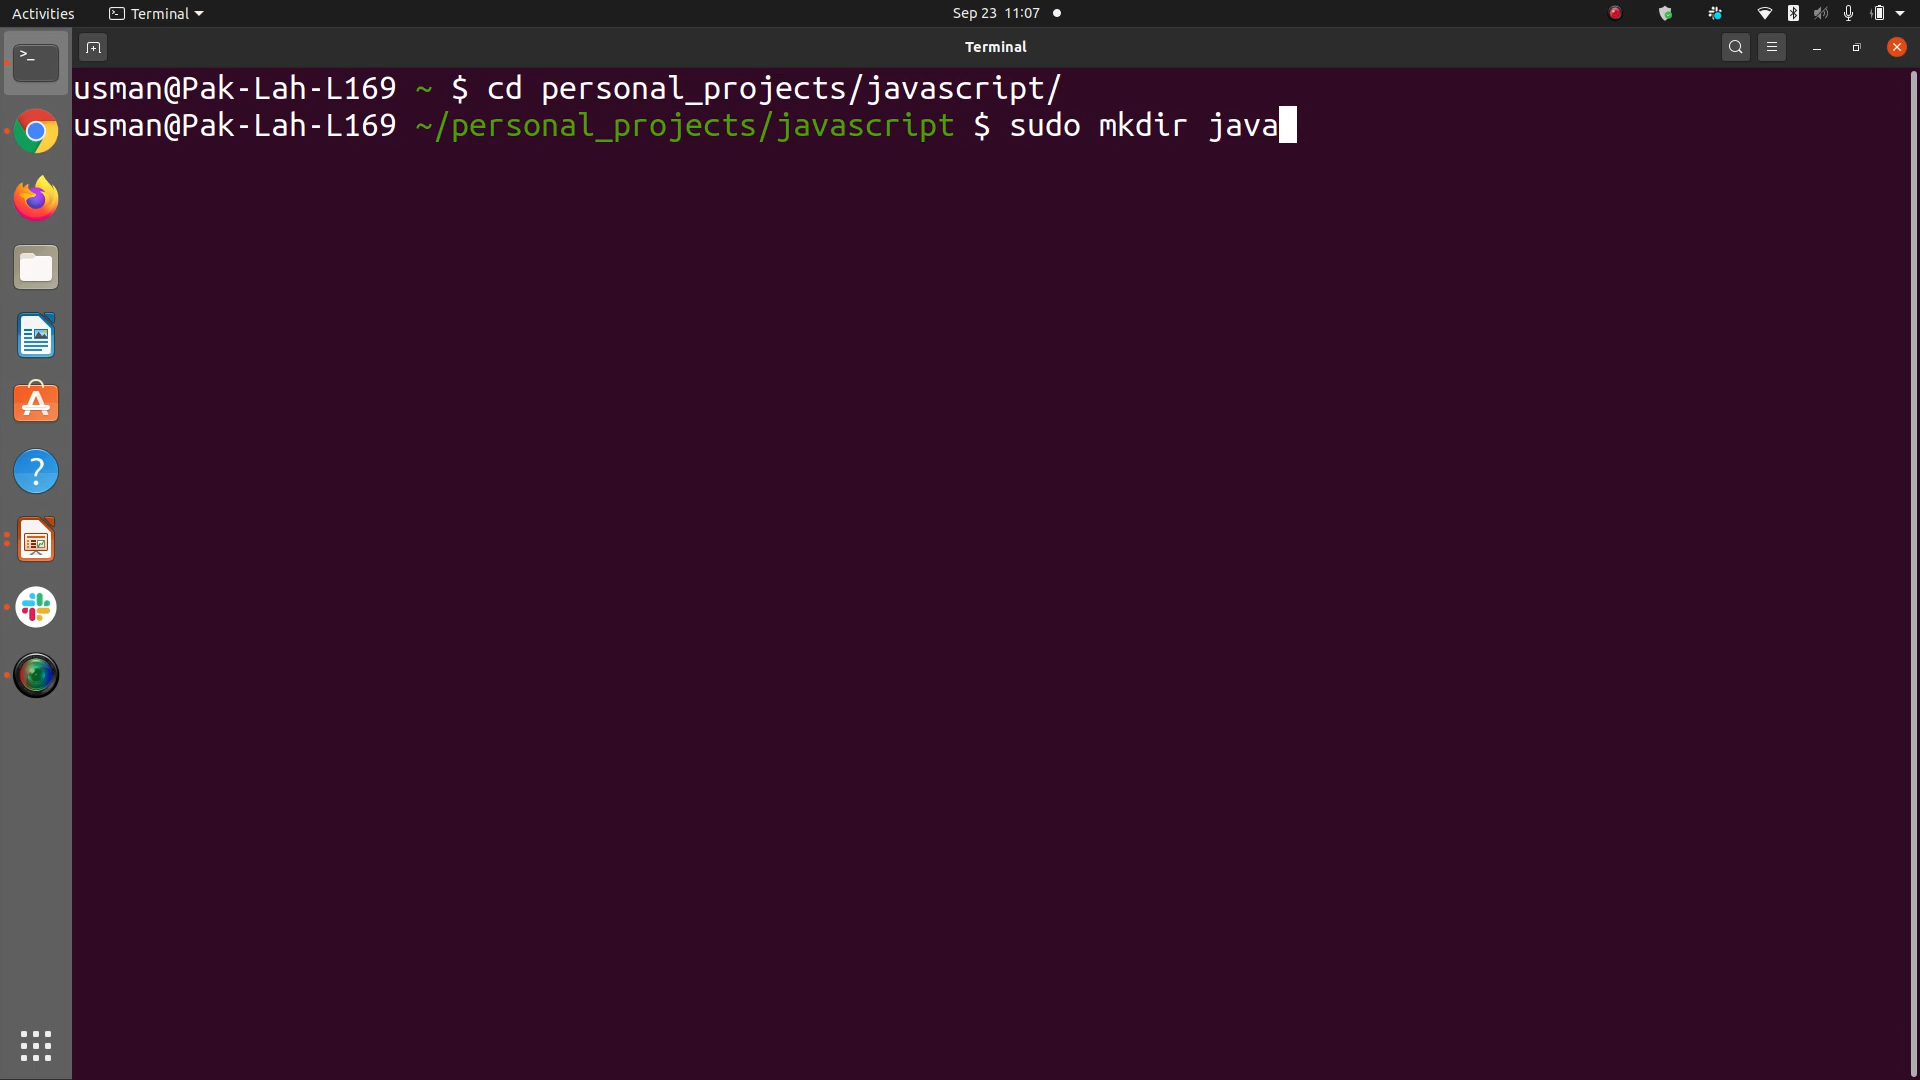 Activities Terminal Sep 23 11:07
Terminal
usman@Pak-Lah-L169 ~ $ cd personal_projects/javascript/
usman@Pak-Lah-L169 ~/personal_projects/javascript $ sudo mkdir java